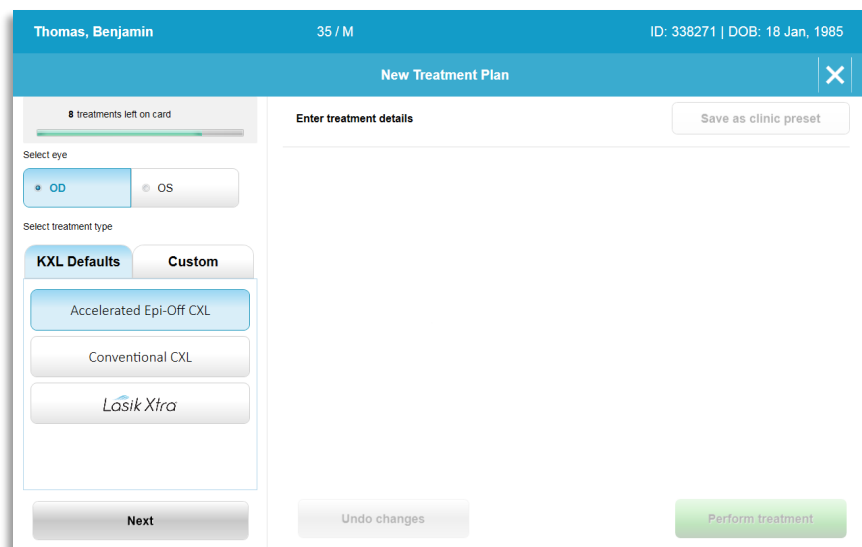 Thomas, Benjamin 35 / M ID: 338271 | DOB: 18 Jan, 1985
New Treatment Plan
8 treatments left on card
Enter treatment details
Save as clinic preset
Select eye
OD OS
Select treatment type
KXL Defaults Custom
Accelerated Epi-Off CXL
Conventional CXL
Lasik Xtra
Next
Undo changes
Perform treatment